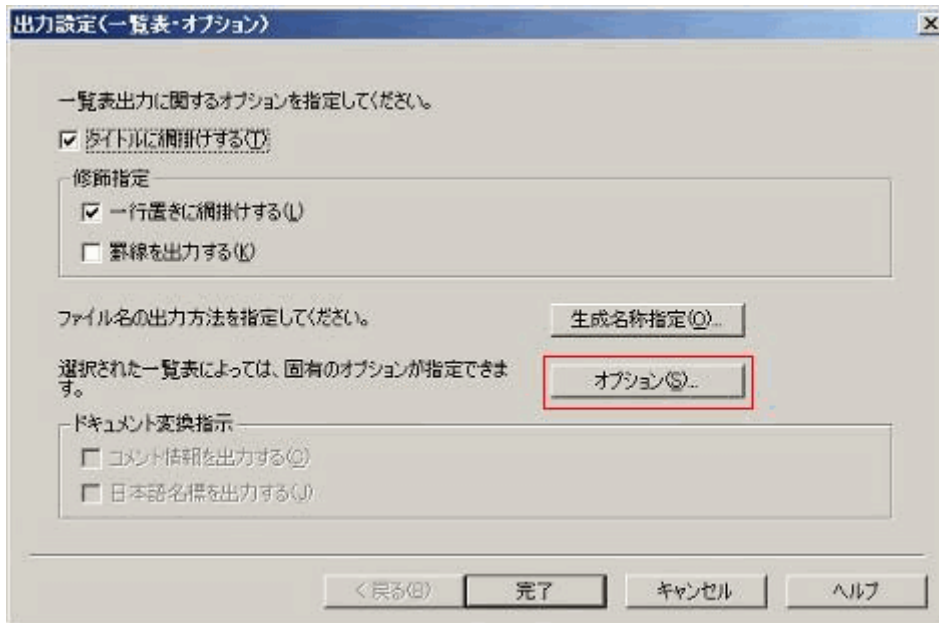 出力設定(一覧表・オプション)
一覧表出力に関するオプションを指定してください。
タイトルに網掛けする(T)
修飾指定
一行置きに網掛けする(L)
罫線を出力する(K)
ファイル名の出力方法を指定してください。
生成名称指定(O)...
選択された一覧表によっては、固有のオプションが指定できま
す。
オプション(S)...
ドキュメント変換指示
コメント情報を出力する(C)
日本語名標を出力する(J)
< 戻る(B)
完了
キャンセル
ヘルプ